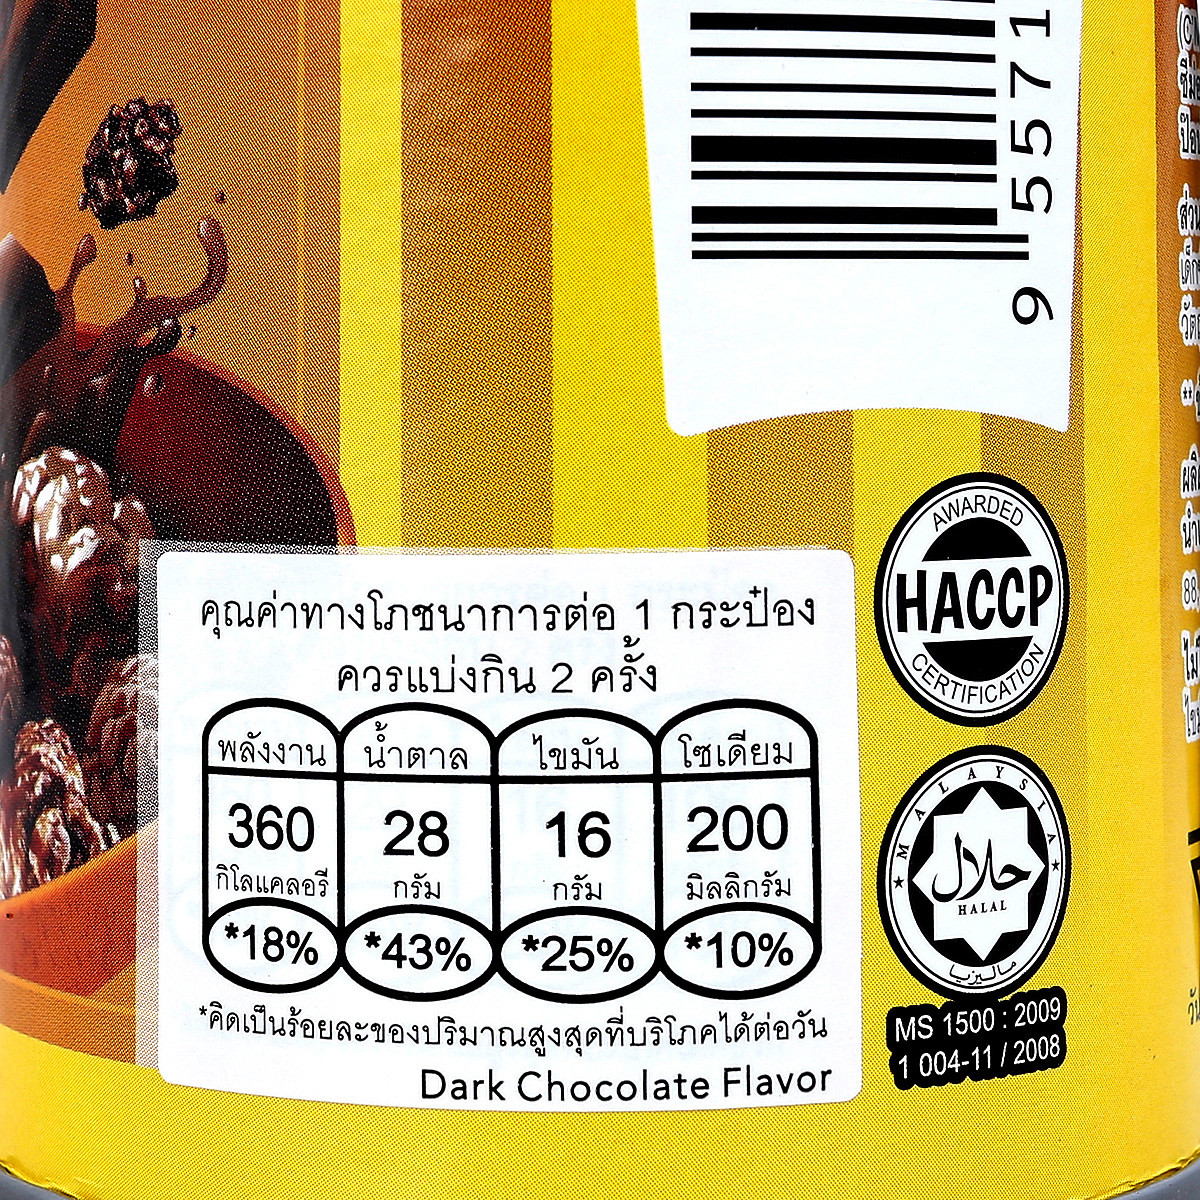 9 5571
คุณค่าทางโภชนาการต่อ 1 กระป๋อง
ควรแบ่งกิน 2 ครั้ง
พลังงาน น้ำตาล ไขมัน โซเดียม
360 28 16 200
กิโลแคลอรี กรัม กรัม มิลลิกรัม
*18% *43% *25% *10%
*คิดเป็นร้อยละของปริมาณสูงสุดที่บริโภคได้ต่อวัน
Dark Chocolate Flavor
AWARDED
HACCP
CERTIFICATION
MALAYSIA
حلال
HALAL
ماليزيا
MS 1500 : 2009
1 004-11 / 2008